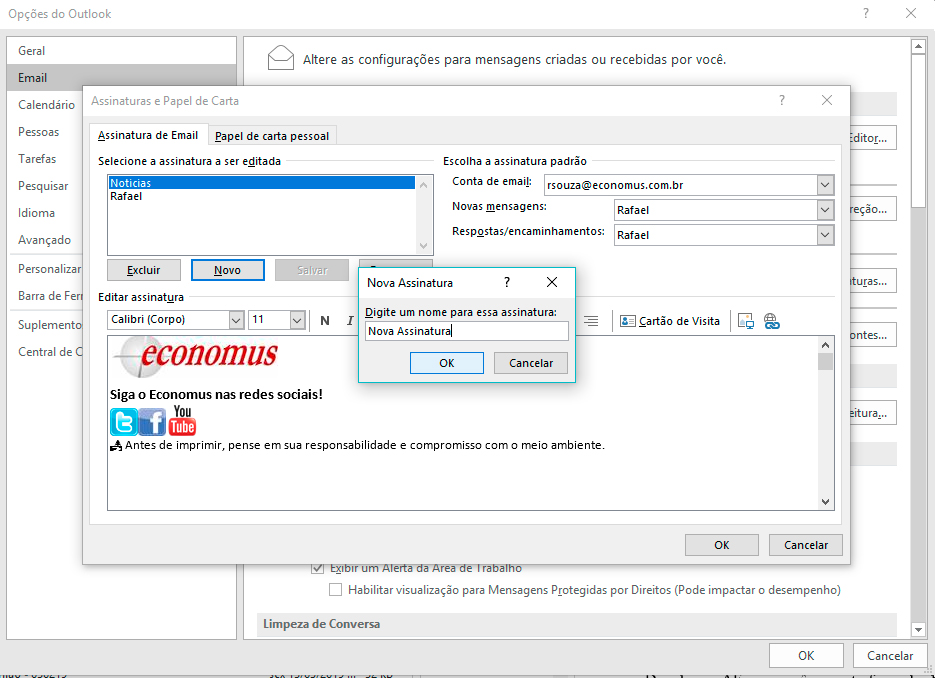 Opções do Outlook
Geral
Email
Calendário
Pessoas
Tarefas
Pesquisar
Idioma
Avançado
Personalizar
Barra de Fer
Suplemento
Central de C
Altere as configurações para mensagens criadas ou recebidas por você.
Editor...
reção...
turas...
ontes...
eitura...
Assinaturas e Papel de Carta
Assinatura de Email
Papel de carta pessoal
Selecione a assinatura a ser editada
Noticias
Rafael
Excluir
Novo
Salvar
Escolha a assinatura padrão
Conta de email: rsouza@economus.com.br
Novas mensagens: Rafael
Respostas/encaminhamentos: Rafael
Editar assinatura
Calibri (Corpo) 11 N I
Cartão de Visita
Nova Assinatura
Digite um nome para essa assinatura:
Nova Assinatura
OK Cancelar
economus
Siga o Economus nas redes sociais!
You
Tube
Antes de imprimir, pense em sua responsabilidade e compromisso com o meio ambiente.
OK Cancelar
Exibir um Alerta da Área de Trabalho
Habilitar visualização para Mensagens Protegidas por Direitos (Pode impactar o desempenho)
Limpeza de Conversa
OK Cancelar